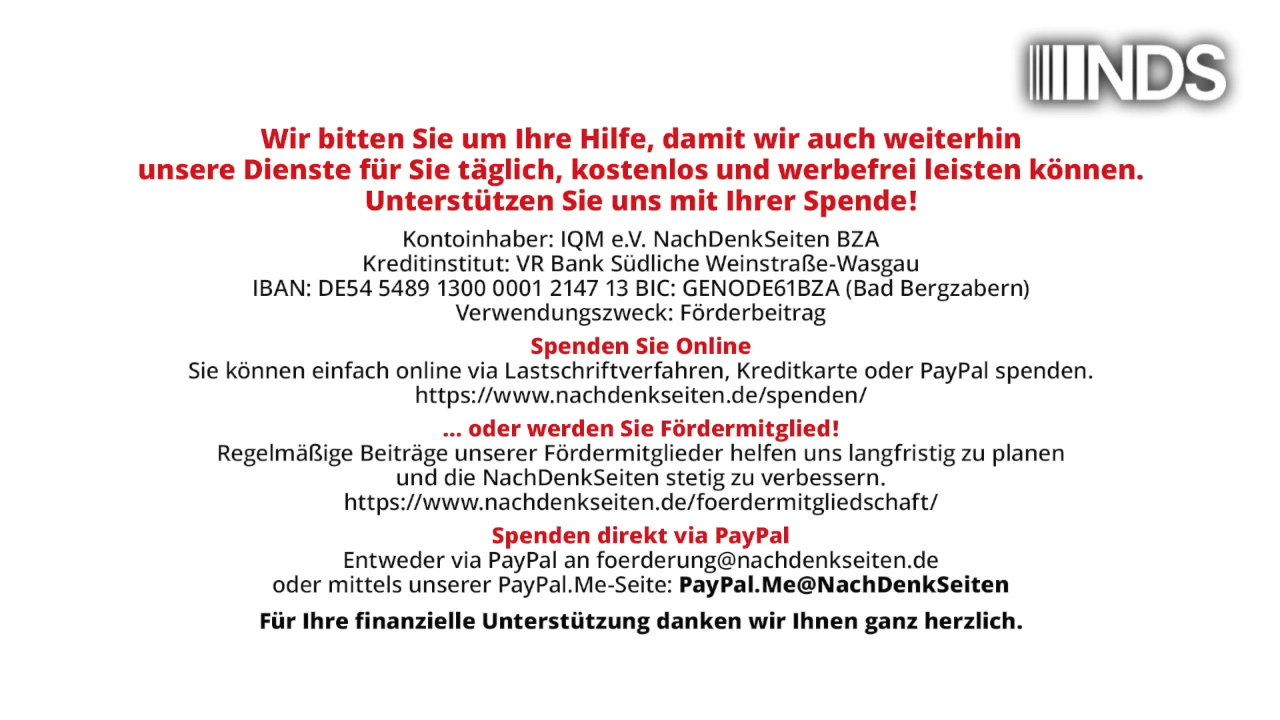 NDS
Wir bitten Sie um Ihre Hilfe, damit wir auch weiterhin
unsere Dienste für Sie täglich, kostenlos und werbefrei leisten können.
Unterstützen Sie uns mit Ihrer Spende!
Kontoinhaber: IQM e.V. NachDenkSeiten BZA
Kreditinstitut: VR Bank Südliche Weinstraße-Wasgau
IBAN: DE54 5489 1300 0001 2147 13 BIC: GENODE61BZA (Bad Bergzabern)
Verwendungszweck: Förderbeitrag
Spenden Sie Online
Sie können einfach online via Lastschriftverfahren, Kreditkarte oder PayPal spenden.
https://www.nachdenkseiten.de/spenden/
... oder werden Sie Fördermitglied!
Regelmäßige Beiträge unserer Fördermitglieder helfen uns langfristig zu planen
und die NachDenkSeiten stetig zu verbessern.
https://www.nachdenkseiten.de/foerdermitgliedschaft/
Spenden direkt via PayPal
Entweder via PayPal an foerderung@nachdenkseiten.de
oder mittels unserer PayPal.Me-Seite: PayPal.Me@NachDenkSeiten
Für Ihre finanzielle Unterstützung danken wir Ihnen ganz herzlich.